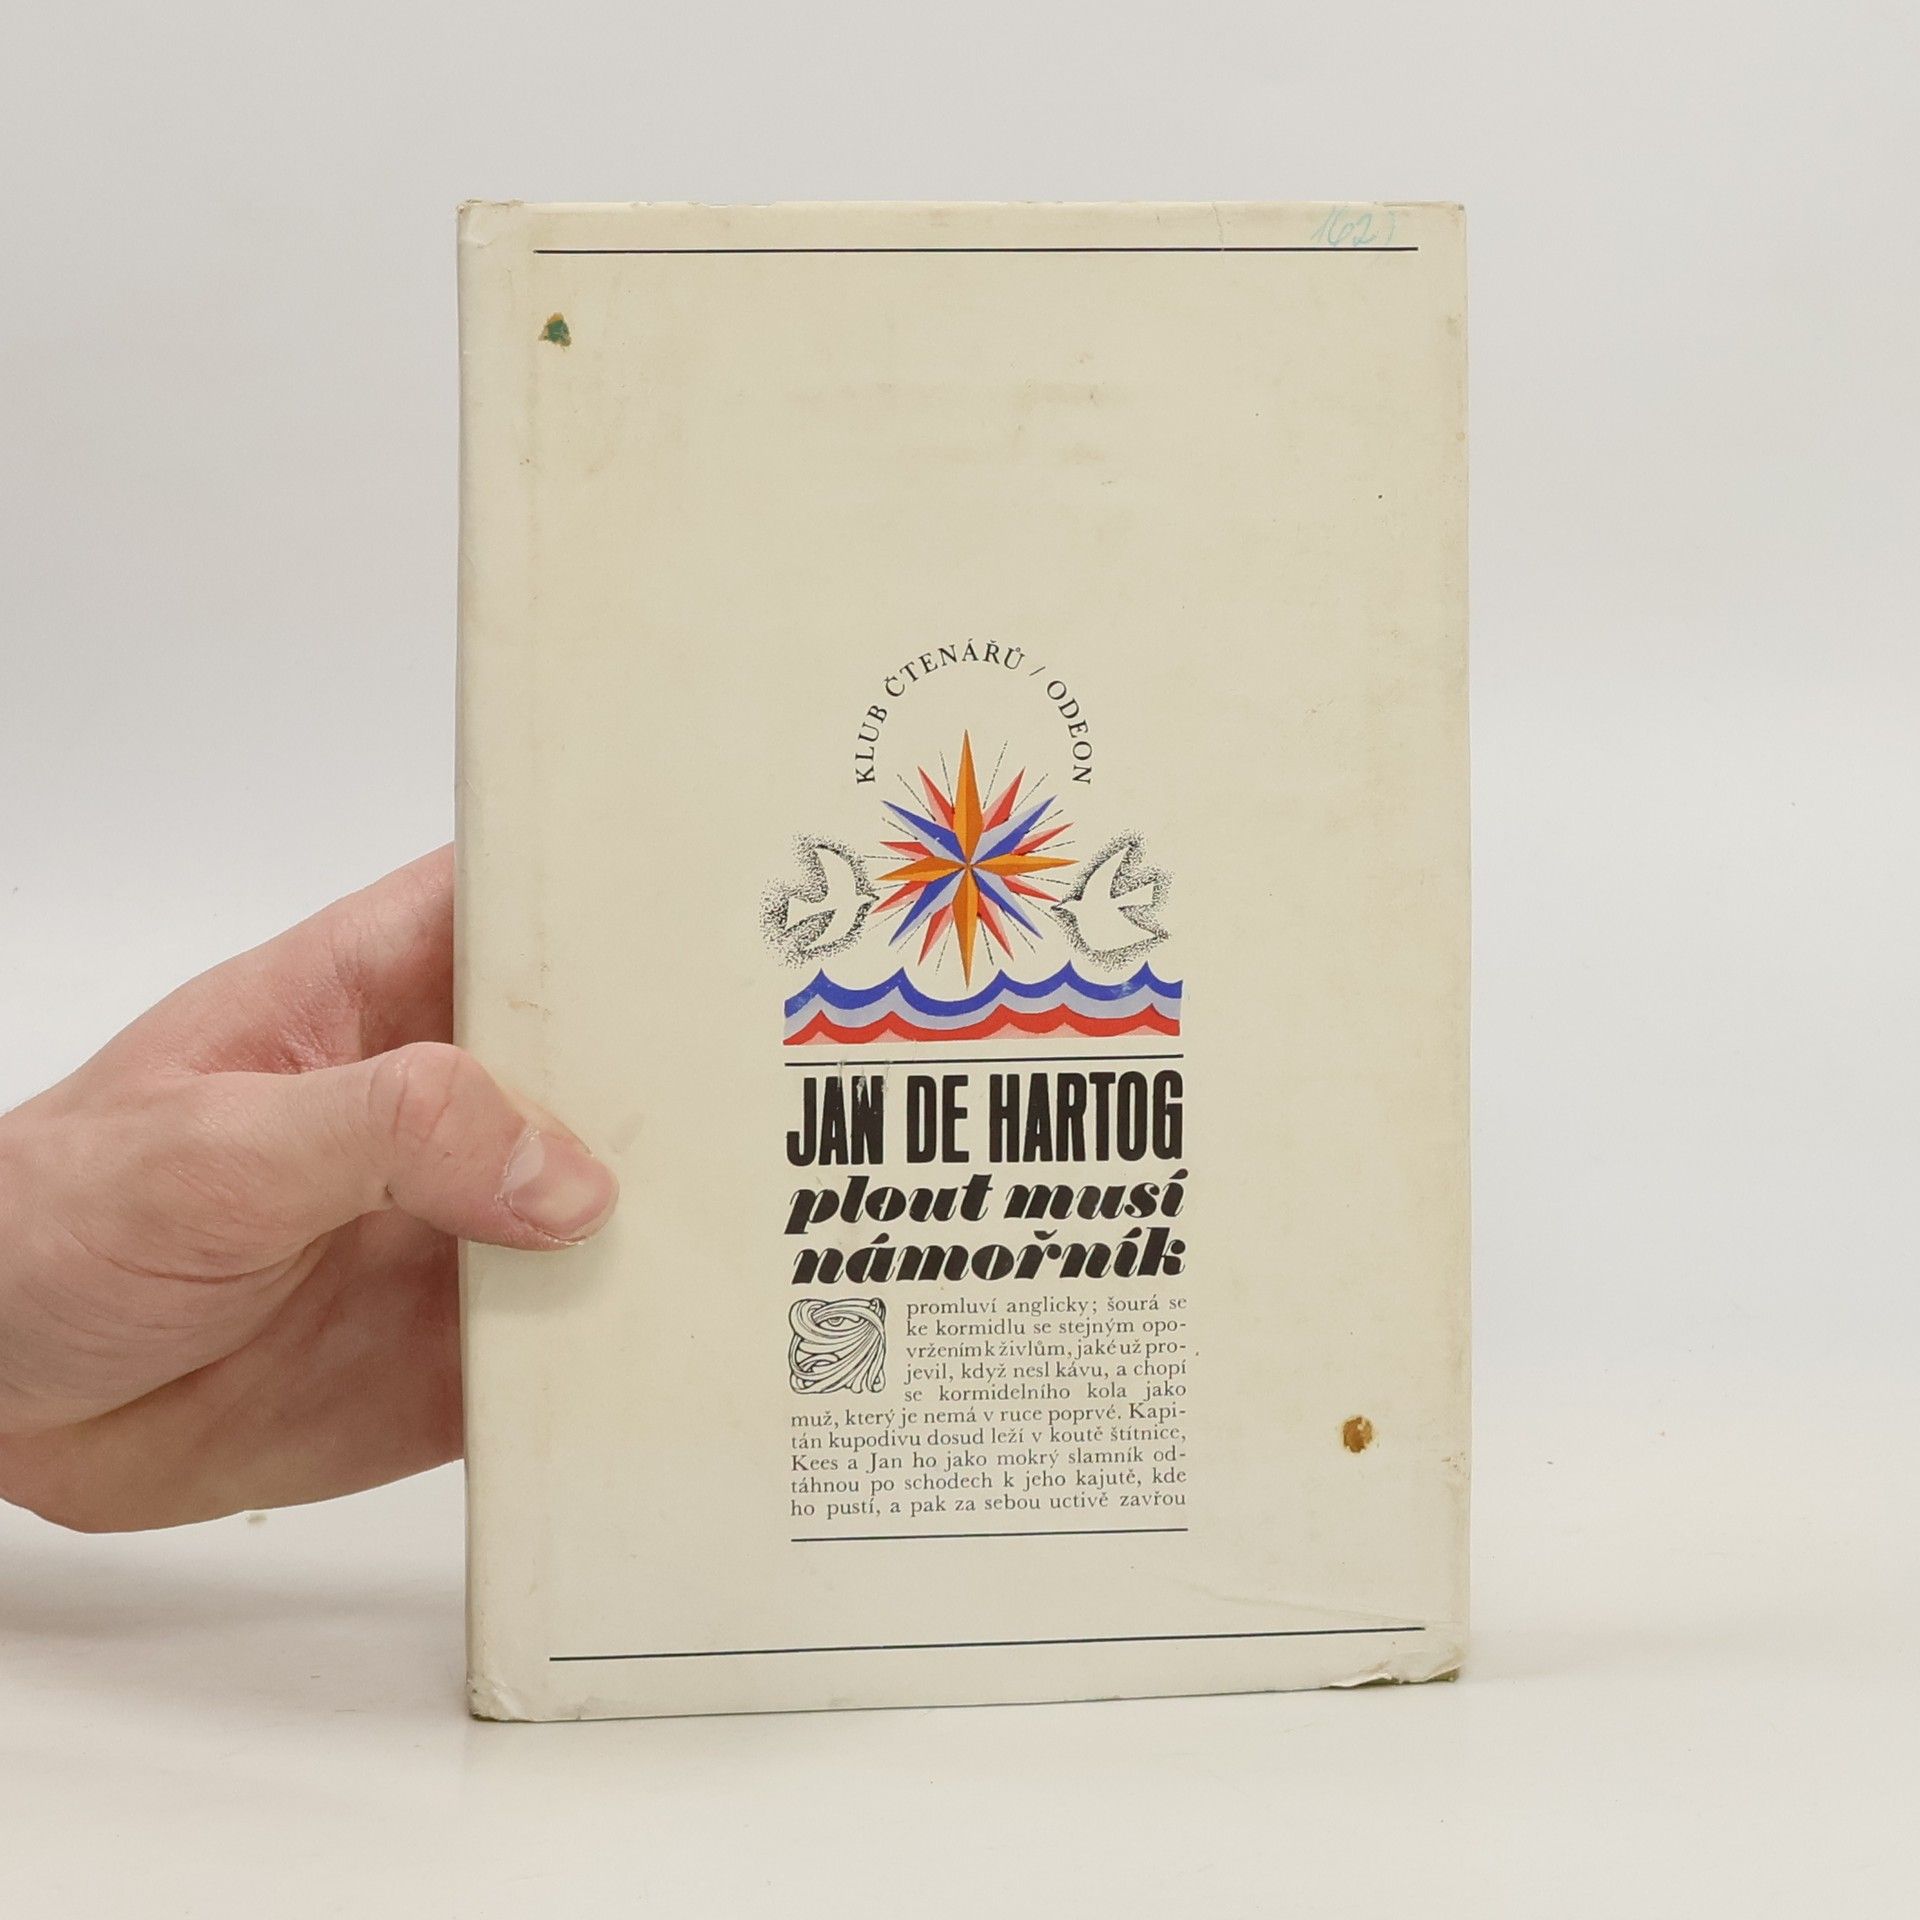 162
KLUB ČTENÁŘŮ / ODEON
JAN DE HARTOG
plout musí
námořník
promluví anglicky; šourá se
ke kormidlu se stejným opo-
vržením k živlům, jaké už pro-
jevil, když nesl kávu, a chopí
se kormidelního kola jako
muž, který je nemá v ruce poprvé. Kapi-
tán kupodivu dosud leží v koutě štítnice,
Kees a Jan ho jako mokrý slamník od-
táhnou po schodech k jeho kajutě, kde
ho pustí, a pak za sebou uctivě zavřou